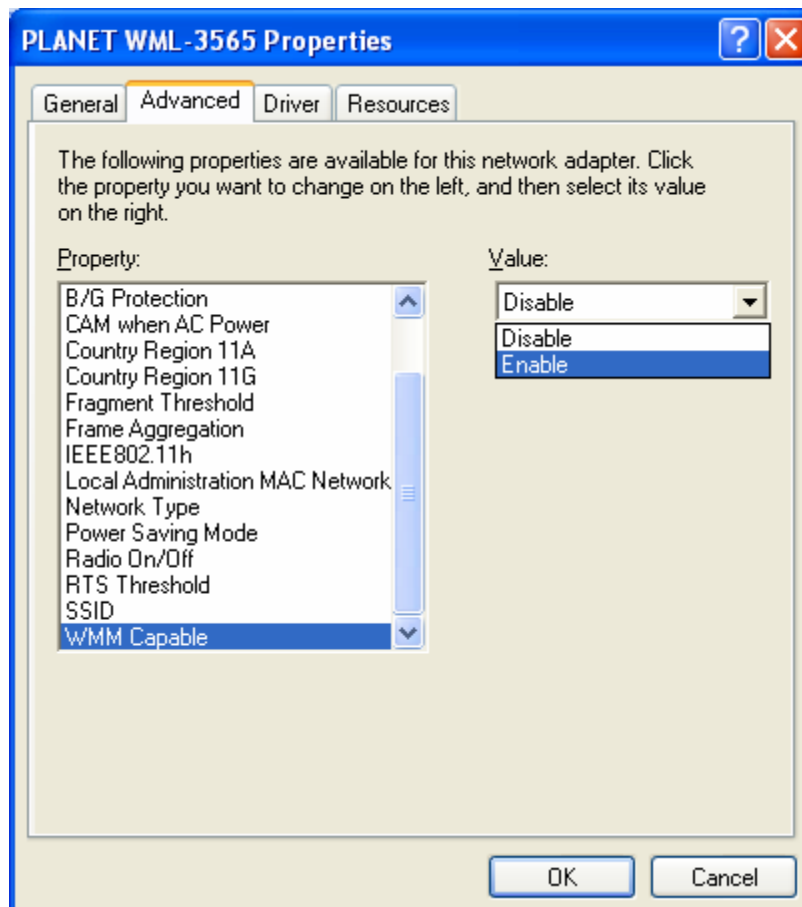 PLANET WML-3565 Properties
General Advanced Driver Resources
The following properties are available for this network adapter. Click
the property you want to change on the left, and then select its value
on the right.
Property:
B/G Protection
CAM when AC Power
Country Region 11A
Country Region 11G
Fragment Threshold
Frame Aggregation
IEEE802.11h
Local Administration MAC Network
Network Type
Power Saving Mode
Radio On/Off
RTS Threshold
SSID
WMM Capable
Value:
Disable
Disable
Enable
OK Cancel